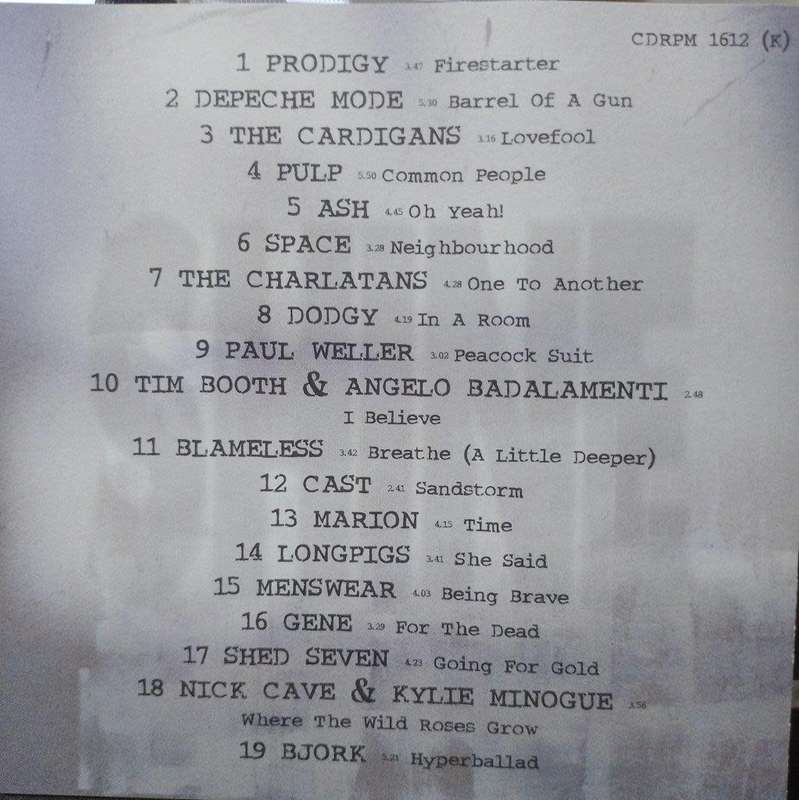 CDRPM 1612 (K)
1 PRODIGY 3.47 Firestarter
2 DEPECHE MODE 5.30 Barrel Of A Gun
3 THE CARDIGANS 3.16 Lovefool
4 PULP 5.50 Common People
5 ASH 4.45 Oh Yeah!
6 SPACE 3.28 Neighbourhood
7 THE CHARLATANS 4.28 One To Another
8 DODGY 4.19 In A Room
9 PAUL WELLER 3.02 Peacock Suit
10 TIM BOOTH & ANGELO BADALAMENTI 2.48
I Believe
11 BLAMELESS 3.42 Breathe (A Little Deeper)
12 CAST 2.41 Sandstorm
13 MARION 4.15 Time
14 LONGPIGS 3.41 She Said
15 MENSWEAR 4.03 Being Brave
16 GENE 3.29 For The Dead
17 SHED SEVEN 4.23 Going For Gold
18 NICK CAVE & KYLIE MINOGUE 3.56
Where The Wild Roses Grow
19 BJORK 5.21 Hyperballad